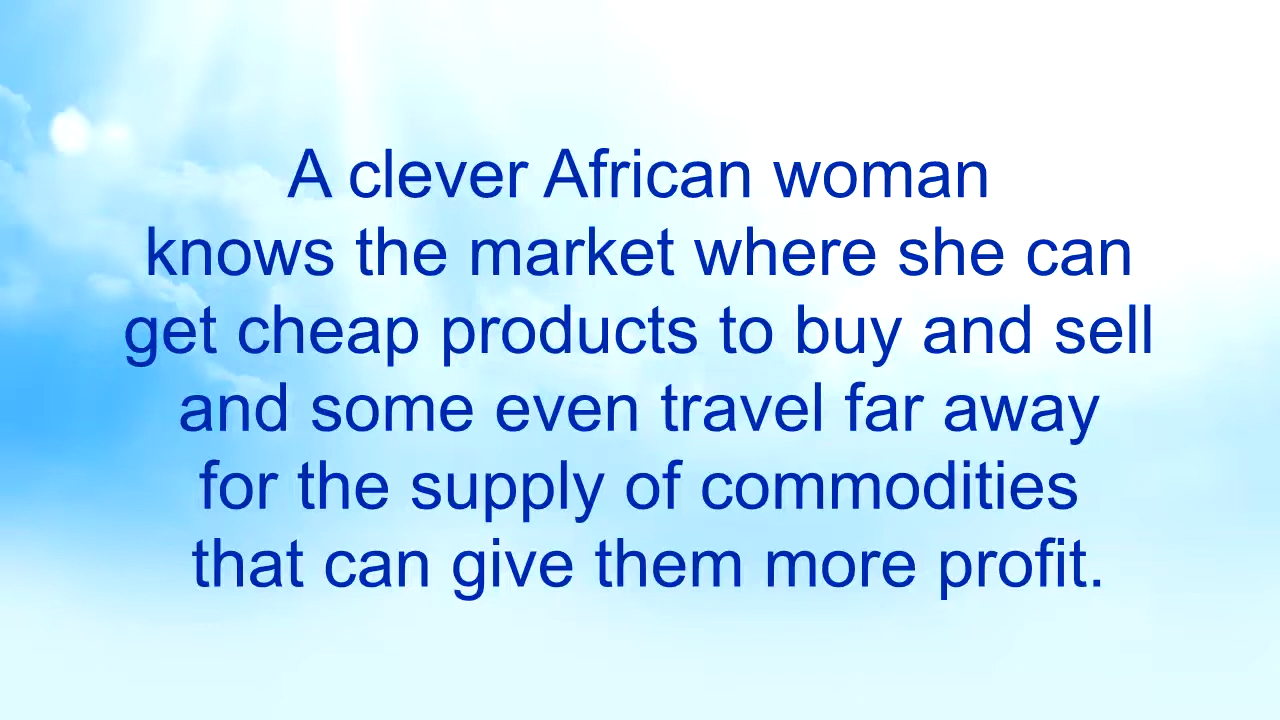 A clever African woman
knows the market where she can
get cheap products to buy and sell
and some even travel far away
for the supply of commodities
that can give them more profit.